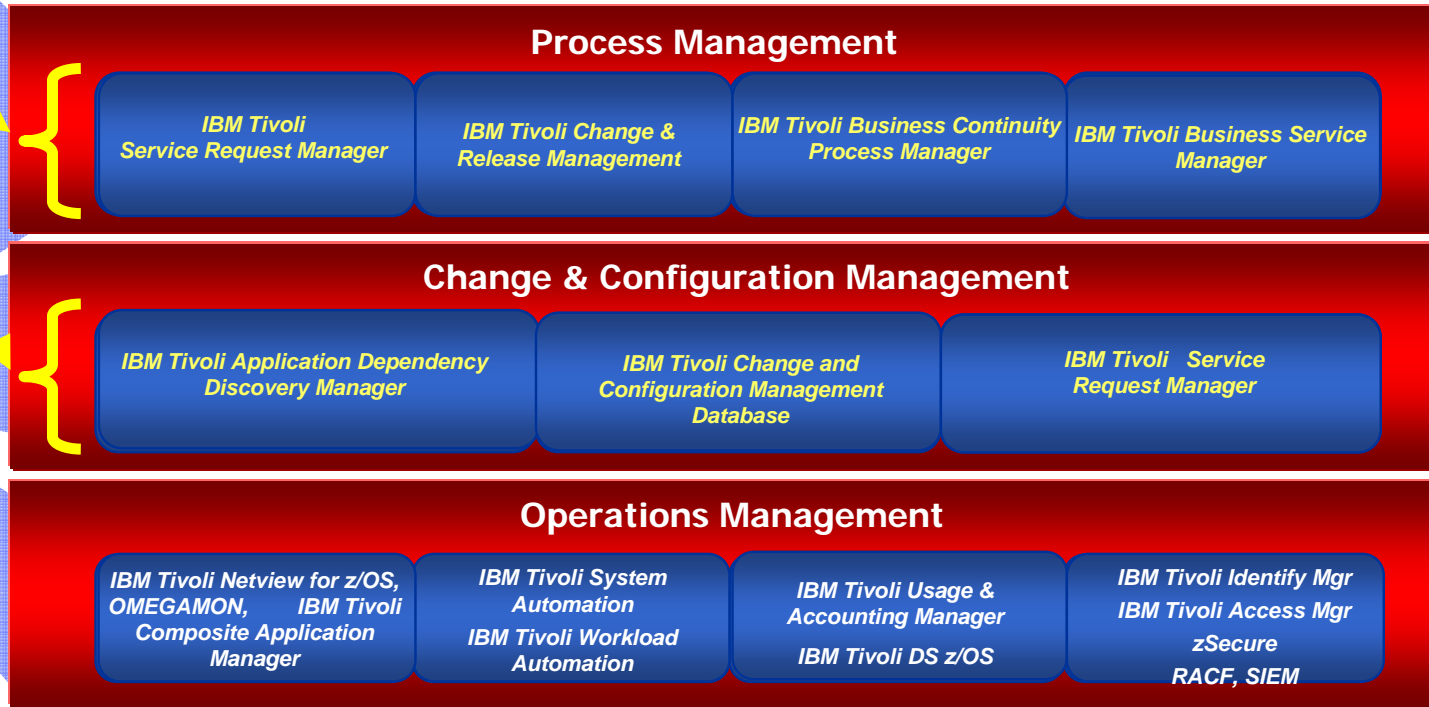 Process Management
IBM Tivoli
Service Request Manager
IBM Tivoli Change &
Release Management
IBM Tivoli Business Continuity
Process Manager
IBM Tivoli Business Service
Manager
Change & Configuration Management
IBM Tivoli Application Dependency
Discovery Manager
IBM Tivoli Change and
Configuration Management
Database
IBM Tivoli Service
Request Manager
Operations Management
IBM Tivoli Netview for z/OS,
OMEGAMON, IBM Tivoli
Composite Application
Manager
IBM Tivoli System
Automation
IBM Tivoli Workload
Automation
IBM Tivoli Usage &
Accounting Manager
IBM Tivoli DS z/OS
IBM Tivoli Identify Mgr
IBM Tivoli Access Mgr
zSecure
RACF, SIEM